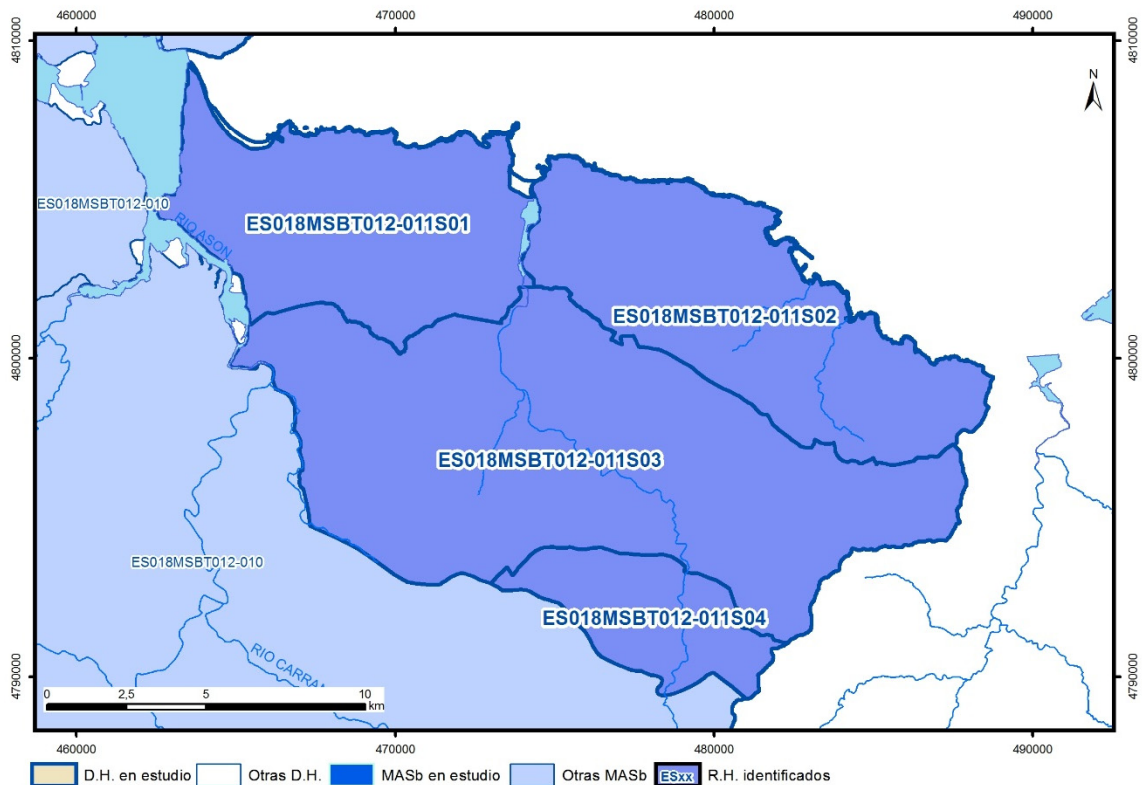 460000 470000 480000 490000
4810000 4810000
N
ES018MSBT012-010
RIO ASON
ES018MSBT012-011S01
ES018MSBT012-011S02
4800000 4800000
ES018MSBT012-011S03
ES018MSBT012-010
ES018MSBT012-011S04
RIO CARRAN
4790000 4790000
0 2,5 5 10
km
460000 470000 480000 490000
D.H. en estudio Otras D.H. MASb en estudio Otras MASb ESxx R.H. identificados